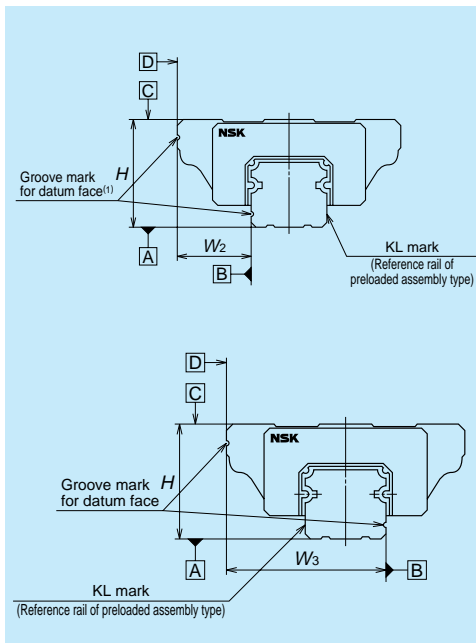 D
C
NSK
Groove mark
for datum face(1)
H
A
W2
B
KL mark
(Reference rail of
preloaded assembly type)
D
C
NSK
Groove mark
for datum face
H
A
W3
B
KL mark
(Reference rail of preloaded assembly type)